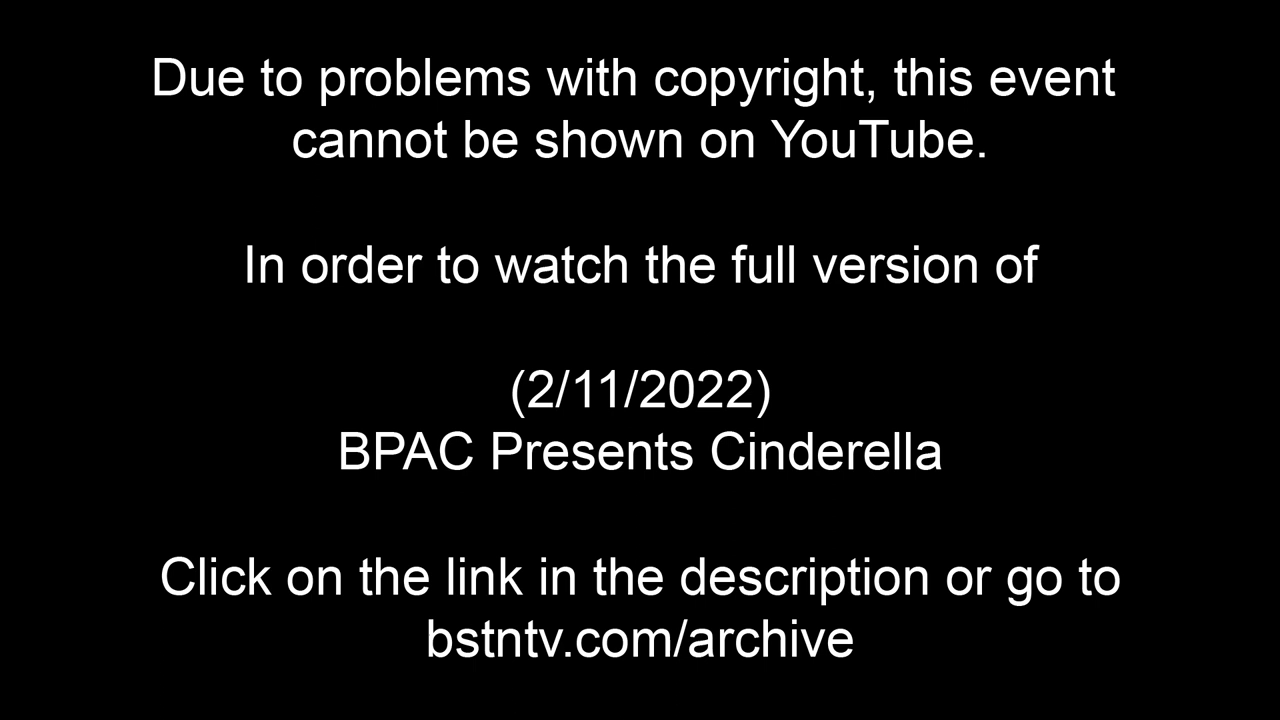 Due to problems with copyright, this event
cannot be shown on YouTube.
In order to watch the full version of
(2/11/2022)
BPAC Presents Cinderella
Click on the link in the description or go to
bstntv.com/archive